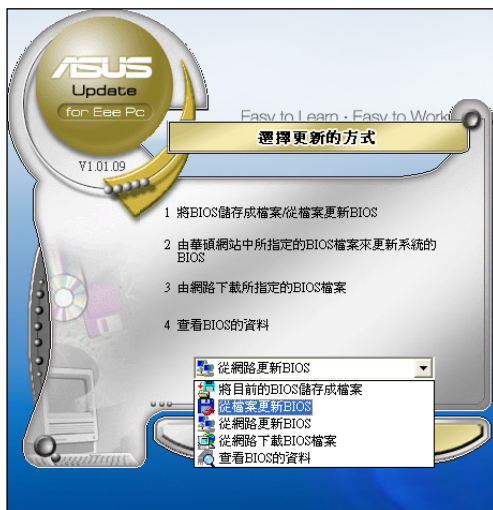 ASUS
Update
for Eee Pc
V1.01.09
Easy to Learn · Easy to Work
選擇更新的方式
1 將BIOS儲存成檔案/從檔案更新BIOS
2 由華碩網站中所指定的BIOS檔案來更新系統的
BIOS
3 由網路下載所指定的BIOS檔案
4 查看BIOS的資料
從網路更新BIOS
將目前的BIOS儲存成檔案
從檔案更新BIOS
從網路更新BIOS
從網路下載BIOS檔案
查看BIOS的資料